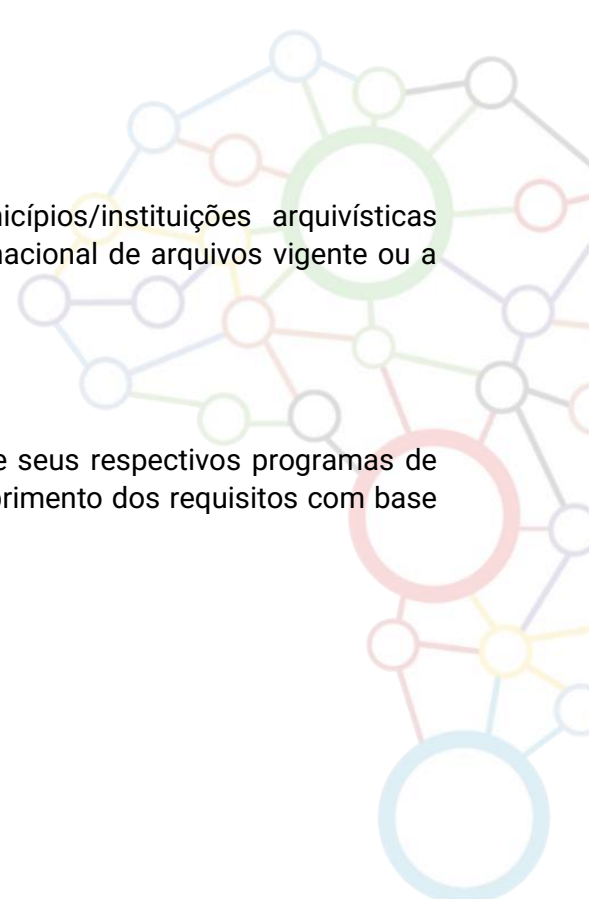 nicípios/instituições arquivísticas
nacional de arquivos vigente ou a
e seus respectivos programas de
primento dos requisitos com base